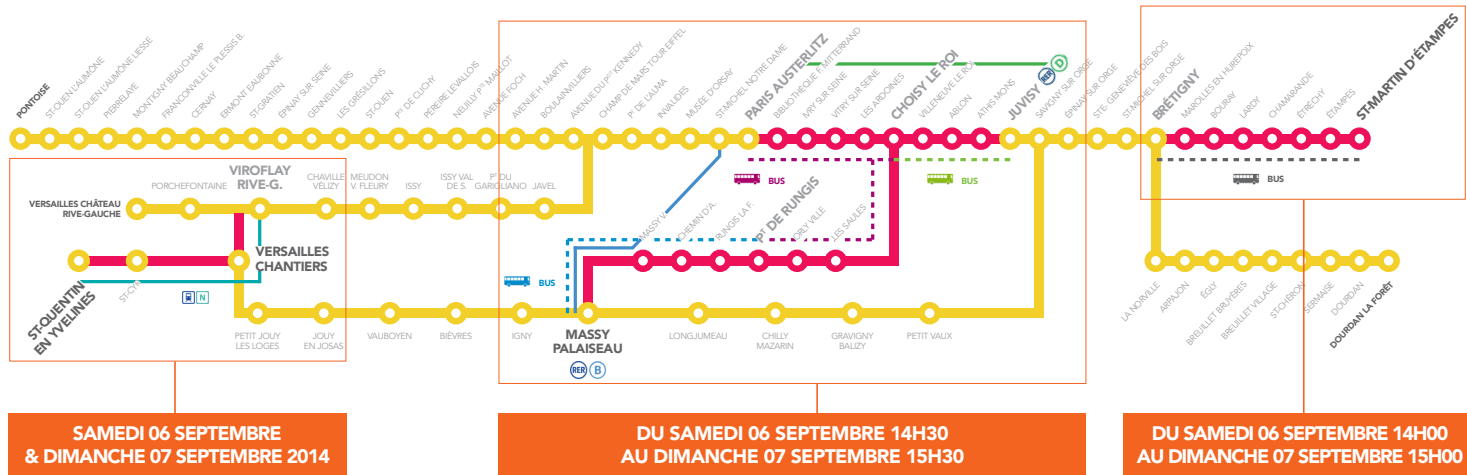 PONTOISE
ST-OUEN L'AUMÔNE
ST-OUEN L'AUMÔNE LIESSE
PIERRELAYE
MONTIGNY BEAUCHAMP
FRANCONVILLE LE PLESSIS B.
CERNAY
ERMONT EAUBONNE
ST-GRATIEN
ÉPINAY SUR SEINE
GENNEVILLIERS
LES GRÉSILLONS
ST-OUEN
Pte DE CLICHY
PEREIRE LEVALLOIS
NEUILLY Pte MAILLOT
AVENUE FOCH
AVENUE H. MARTIN
BOULAINVILLIERS
AVENUE DU Pdt KENNEDY
CHAMP DE MARS TOUR EIFFEL
Pt DE L'ALMA
INVALIDES
MUSÉE D'ORSAY
ST-MICHEL NOTRE DAME
PARIS AUSTERLITZ
BIBLIOTHÈQUE F. MITTERRAND
IVRY SUR SEINE
VITRY SUR SEINE
LES ARDOINES
CHOISY LE ROI
VILLENEUVE LE ROI
ABLON
ATHIS MONS
JUVISY
RER D
SAVIGNY SUR ORGE
ÉPINAY SUR ORGE
STE- GENEVIÈVE DES BOIS
ST-MICHEL SUR ORGE
BRÉTIGNY
MAROLLES EN HUREPOIX
BOURAY
LARDY
CHAMARANDE
ÉTRÉCHY
ÉTAMPES
ST-MARTIN D'ÉTAMPES
BUS
BUS
BUS
VERSAILLES CHÂTEAU
RIVE-GAUCHE
PORCHEFONTAINE
VIROFLAY
RIVE-G.
CHAVILLE
VÉLIZY
MEUDON
V. FLEURY
ISSY
ISSY VAL
DE S.
Pt DU
GARIGLIANO
JAVEL
ST-QUENTIN
EN YVELINES
ST-CYR
VERSAILLES
CHANTIERS
N
MASSY V.
CHEMIN D'A.
RUNGIS LA F.
Pt DE RUNGIS
ORLY VILLE
LES SAULES
BUS
PETIT JOUY
LES LOGES
JOUY
EN JOSAS
VAUBOYEN
BIÈVRES
IGNY
MASSY
PALAISEAU
RER B
LONGJUMEAU
CHILLY
MAZARIN
GRAVIGNY
BALIZY
PETIT VAUX
LA NORVILLE
ARPAJON
ÉGLY
BREUILLET BRUYÈRES
BREUILLET VILLAGE
ST-CHÉRON
SERMAISE
DOURDAN
DOURDAN LA FORÊT
SAMEDI 06 SEPTEMBRE
& DIMANCHE 07 SEPTEMBRE 2014
DU SAMEDI 06 SEPTEMBRE 14H30
AU DIMANCHE 07 SEPTEMBRE 15H30
DU SAMEDI 06 SEPTEMBRE 14H00
AU DIMANCHE 07 SEPTEMBRE 15H00